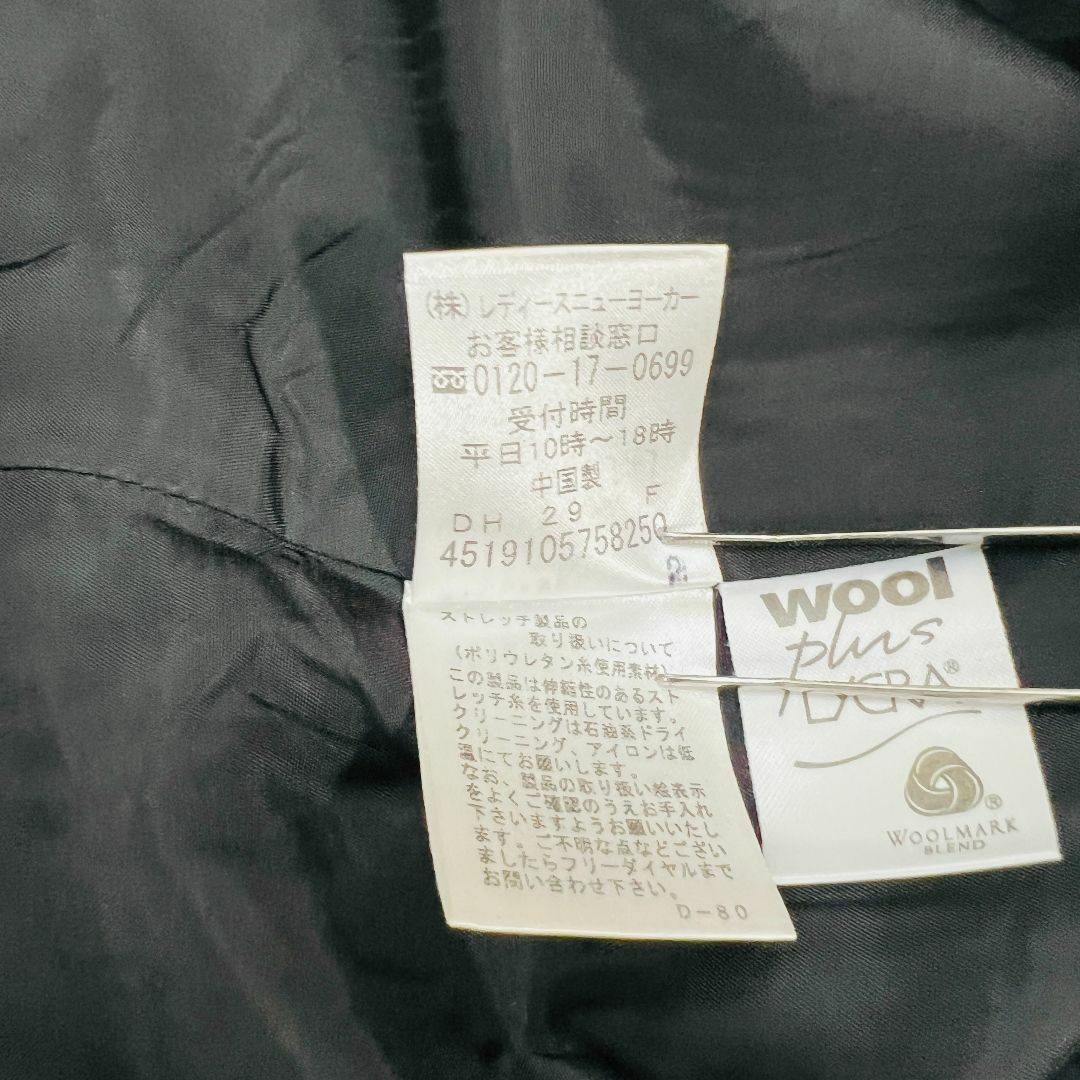 (株)レディースニューヨーカー
お客様相談窓口
0120-17-0699
受付時間
平日10時~18時
中国製
DH 29 F
4519105758250
ストレッチ製品の
取り扱いについて
(ポリウレタン糸使用素材)
この製品は伸縮性のあるスト
レッチ糸を使用しています。
クリーニングは石油系ドライ
クリーニング、アイロンは低
温にてお願いします。
なお、製品の取り扱い絵表示
をよくご確認のうえお手入れ
下さいますようお願いいたし
ます。ご不明な点などござい
ましたらフリーダイヤルまで
お問い合わせ下さい。
D-80
wool
plus
LYCRA®
®
WOOLMARK
BLEND